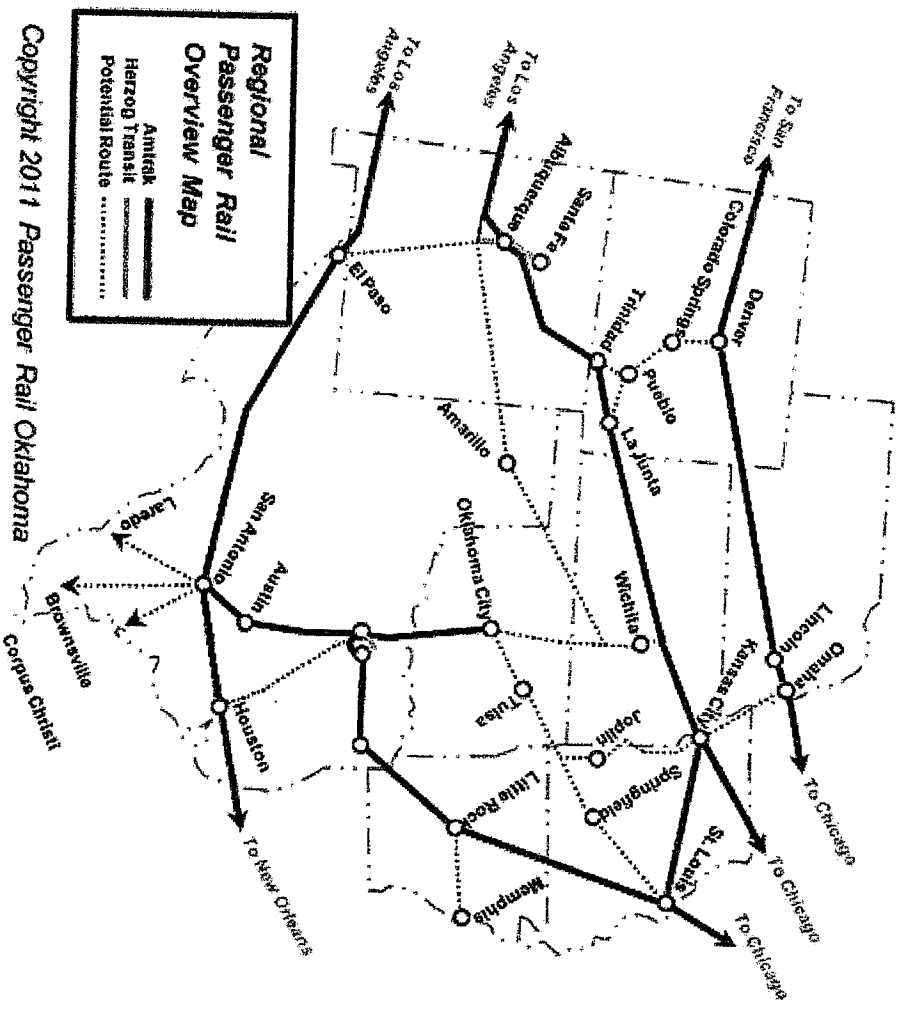 To San
Francisco
To Los
Angeles
To Los
Angeles
Denver
Colorado Springs
Pueblo
Trinidad
La Junta
Santa Fe
Albuquerque
El Paso
Amarillo
Lincoln
Omaha
To Chicago
Kansas City
To Chicago
Wichita
Joplin
Springfield
St. Louis
To Chicago
Oklahoma City
Tulsa
Little Rock
Memphis
Austin
San Antonio
Houston
To New Orleans
Laredo
Brownsville
Corpus Christi
Regional
Passenger Rail
Overview Map
Amtrak
Herzog Transit
Potential Route
Copyright 2011 Passenger Rail Oklahoma